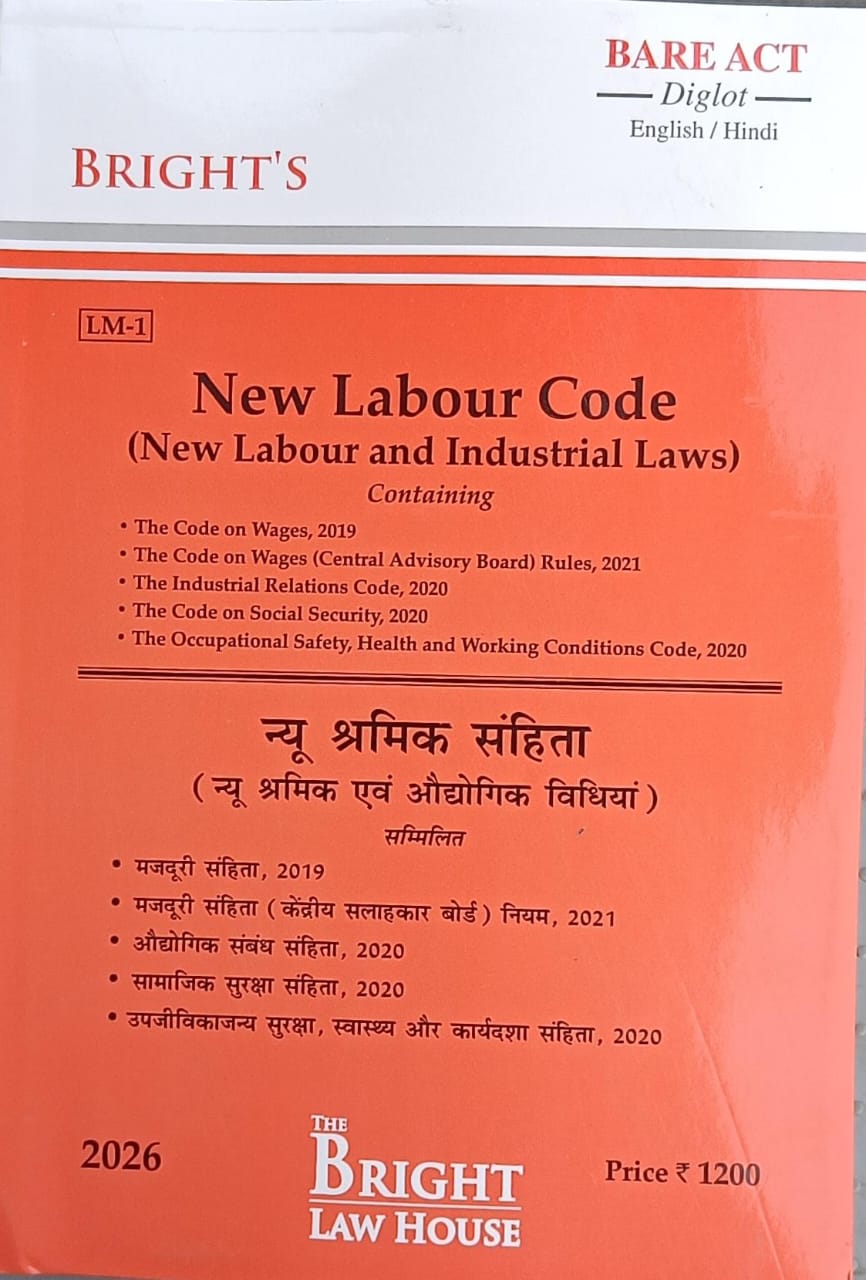 BARE ACT
Diglot
English / Hindi
BRIGHT'S
LM-1
New Labour Code
(New Labour and Industrial Laws)
Containing
• The Code on Wages, 2019
• The Code on Wages (Central Advisory Board) Rules, 2021
• The Industrial Relations Code, 2020
• The Code on Social Security, 2020
• The Occupational Safety, Health and Working Conditions Code, 2020
न्यू श्रमिक संहिता
( न्यू श्रमिक एवं औद्योगिक विधियां )
सम्मिलित
• मजदूरी संहिता, 2019
• मजदूरी संहिता ( केंद्रीय सलाहकार बोर्ड ) नियम, 2021
• औद्योगिक संबंध संहिता, 2020
• सामाजिक सुरक्षा संहिता, 2020
• उपजीविकाजन्य सुरक्षा, स्वास्थ्य और कार्यदशा संहिता, 2020
2026
THE
BRIGHT
LAW HOUSE
Price ₹ 1200